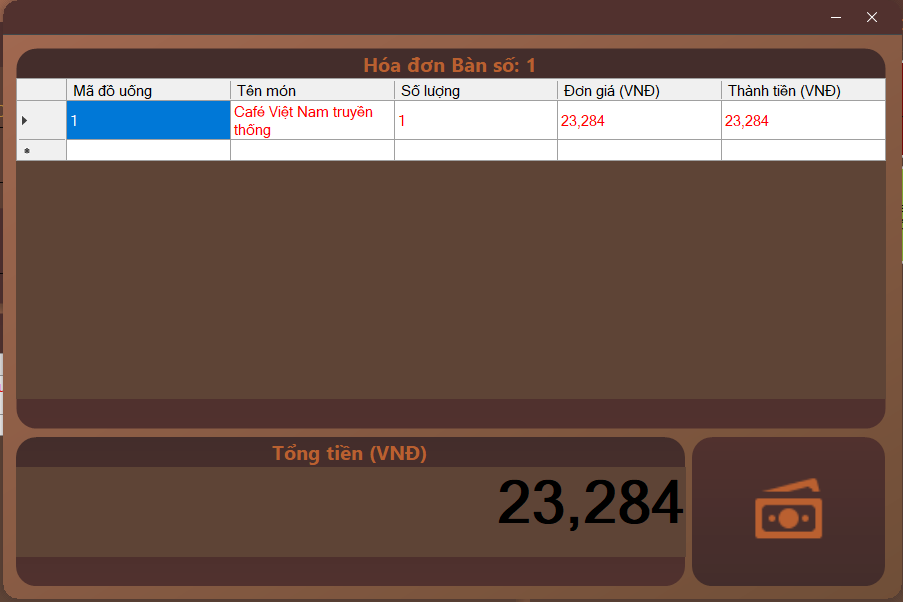 Hóa đơn Bàn số: 1
Mã đồ uống Tên món Số lượng Đơn giá (VNĐ) Thành tiền (VNĐ)
1 Café Việt Nam truyền thống 1 23,284 23,284
Tổng tiền (VNĐ)
23,284